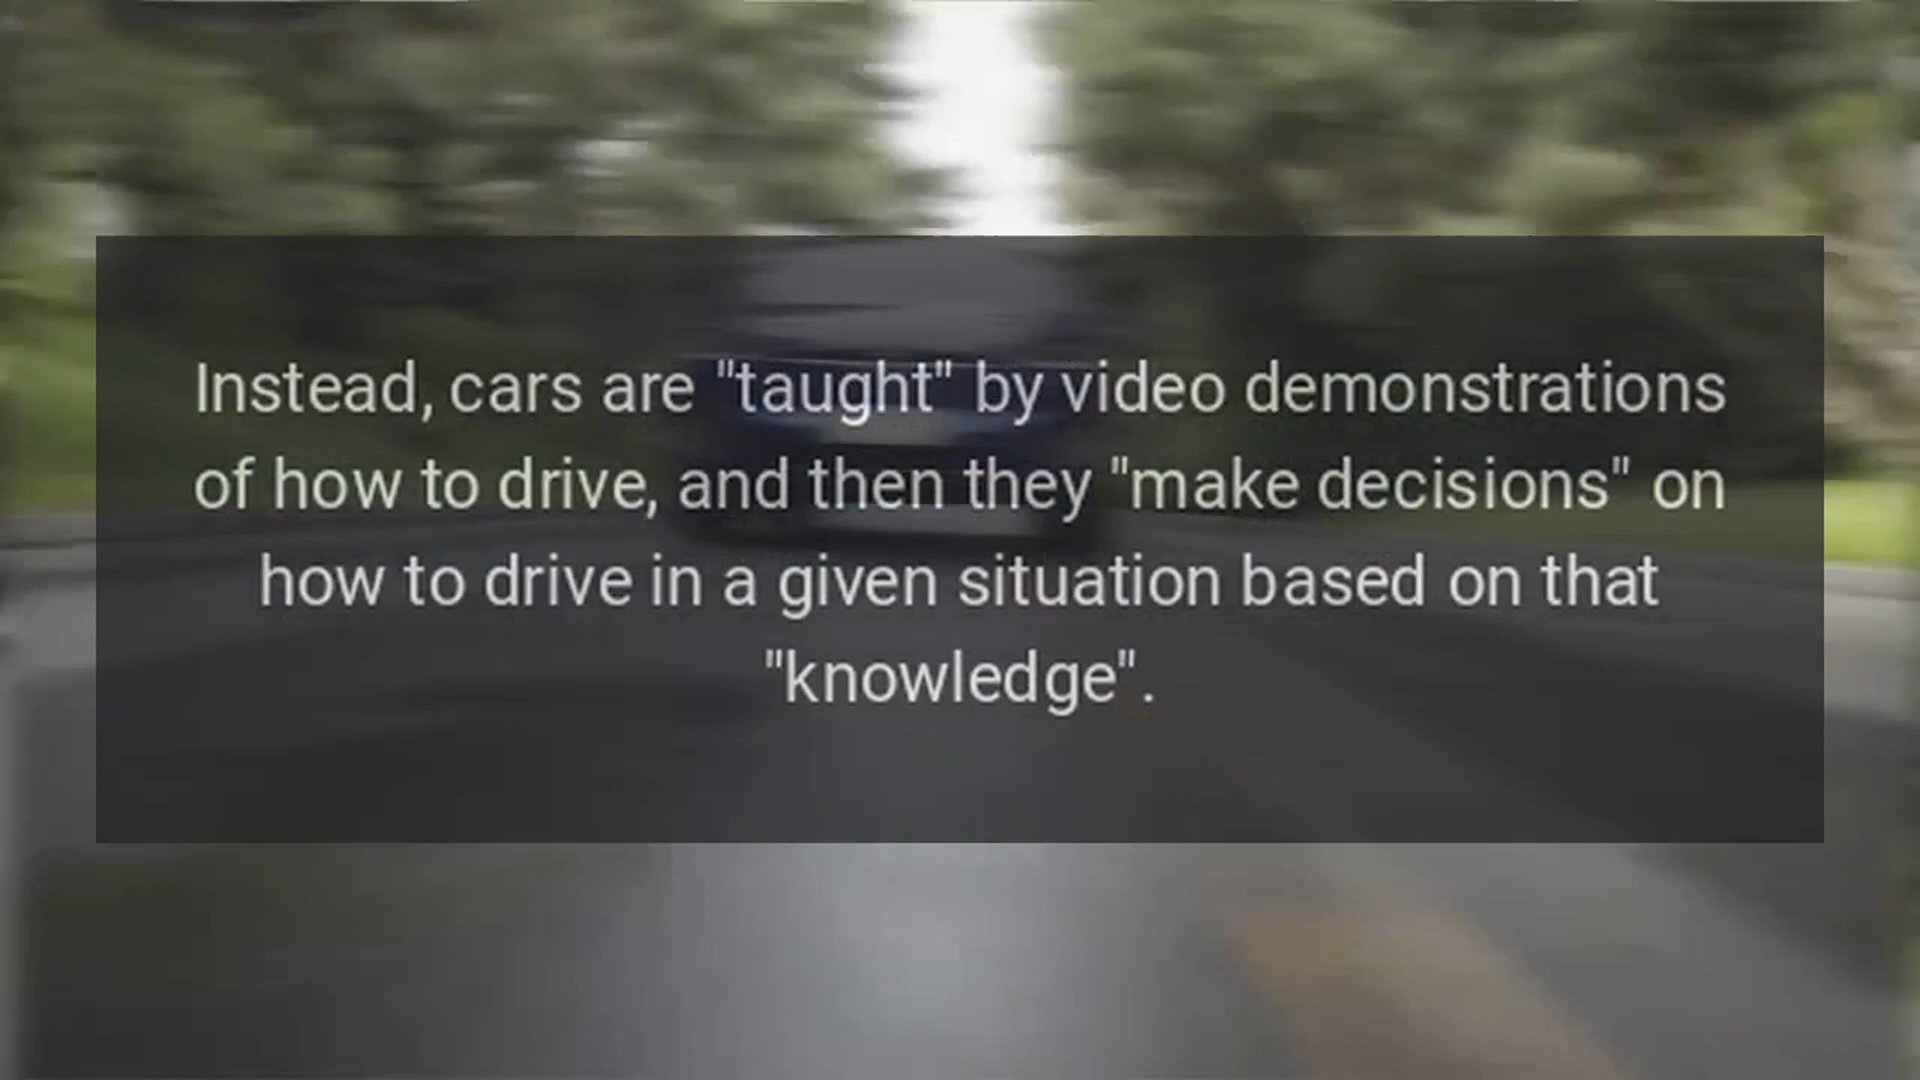 Instead, cars are "taught" by video demonstrations
of how to drive, and then they "make decisions" on
how to drive in a given situation based on that
"knowledge".